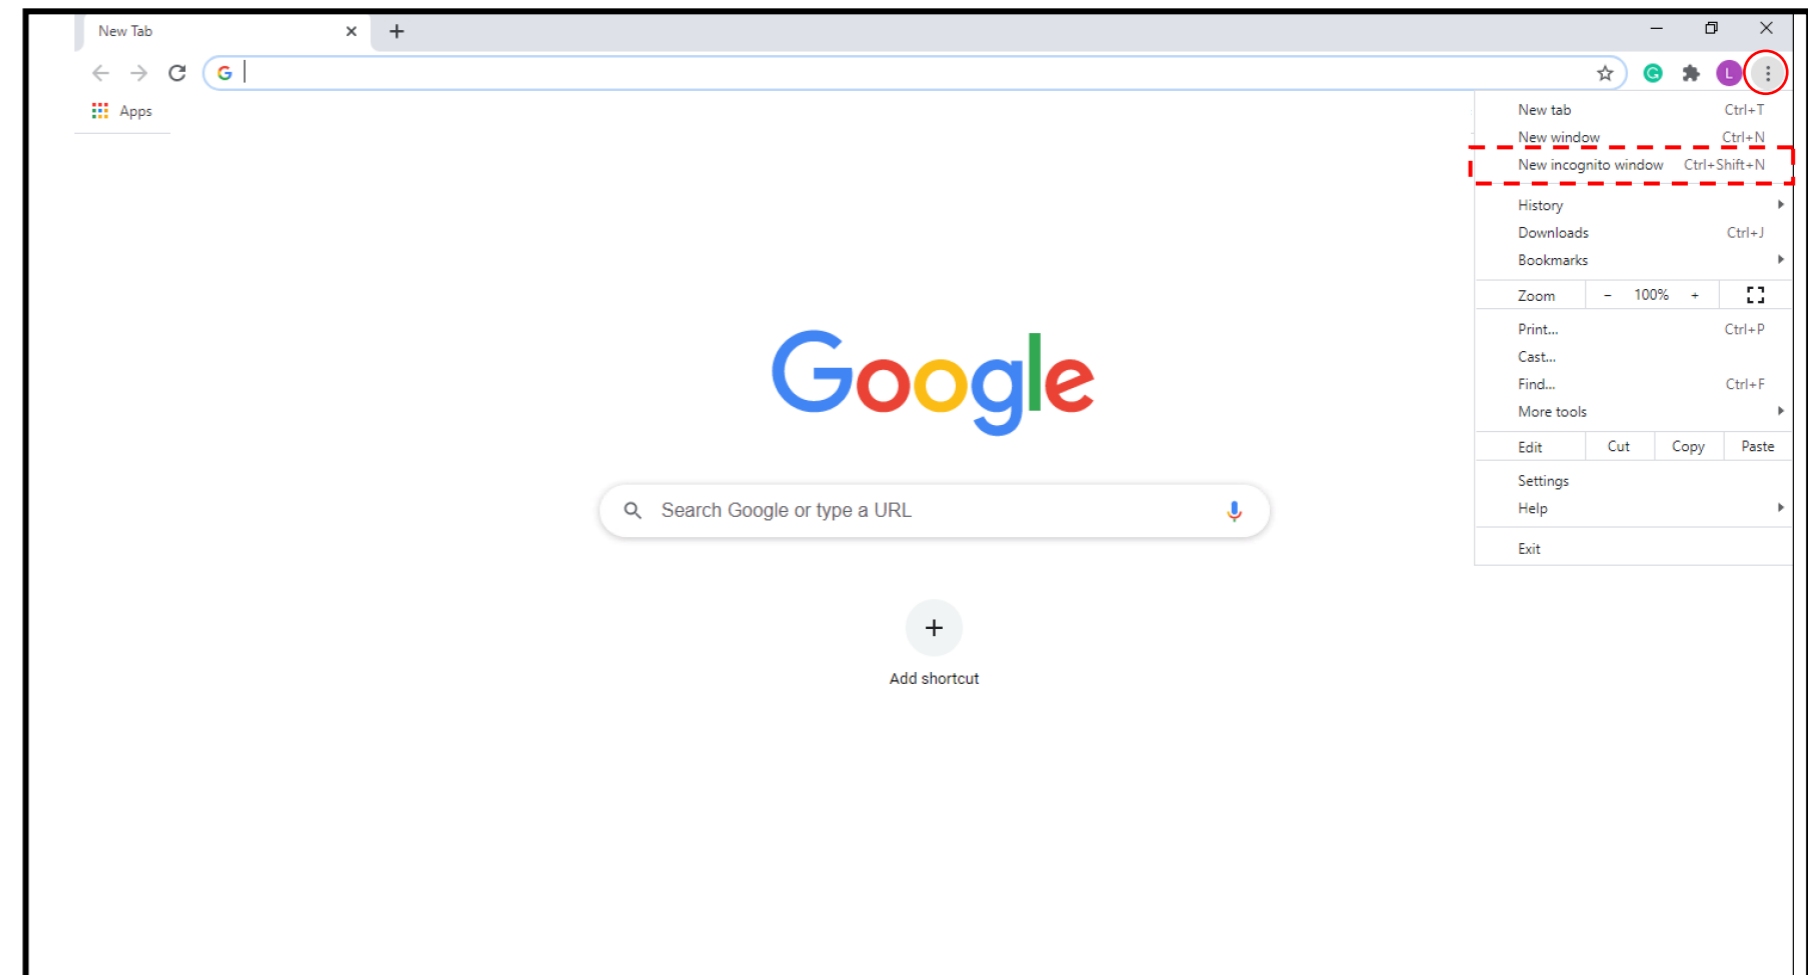 New Tab
G
L
Apps
New tab Ctrl+T
New window Ctrl+N
New incognito window Ctrl+Shift+N
History
Downloads Ctrl+J
Bookmarks
Zoom - 100% +
Print... Ctrl+P
Cast...
Find... Ctrl+F
More tools
Edit Cut Copy Paste
Settings
Help
Exit
Google
Search Google or type a URL
Add shortcut